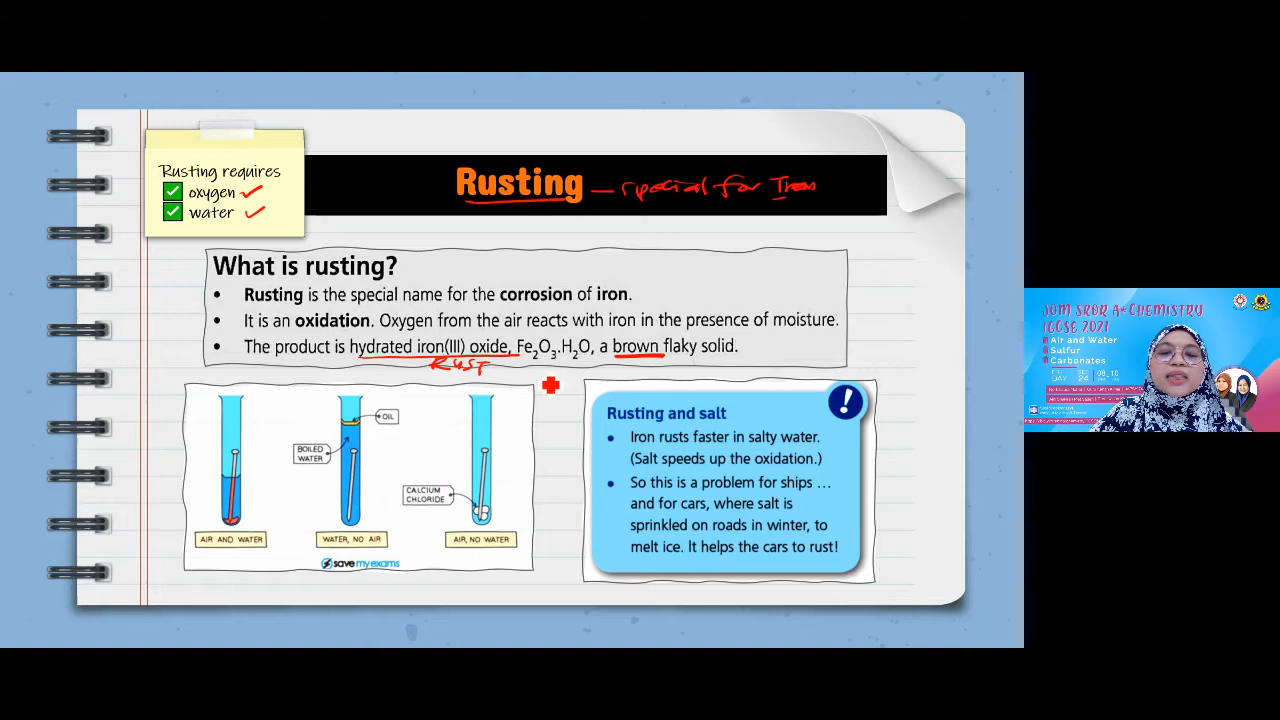 Rusting requires
✅ oxygen ✓
✅ water ✓
Rusting – special for Iron
What is rusting?
• Rusting is the special name for the corrosion of iron.
• It is an oxidation. Oxygen from the air reacts with iron in the presence of moisture.
• The product is hydrated iron(III) oxide, Fe₂O₃.H₂O, a brown flaky solid.
RUST
OIL
BOILED
WATER
CALCIUM
CHLORIDE
AIR AND WATER
WATER, NO AIR
AIR, NO WATER
savemyexams
!
Rusting and salt
• Iron rusts faster in salty water.
(Salt speeds up the oxidation.)
• So this is a problem for ships ...
and for cars, where salt is
sprinkled on roads in winter, to
melt ice. It helps the cars to rust!
JOM SKOR A* CHEMISTRY
IGCSE 2021
Air and Water
Sulfur
Carbonates
FRI
DAY
SEP
24